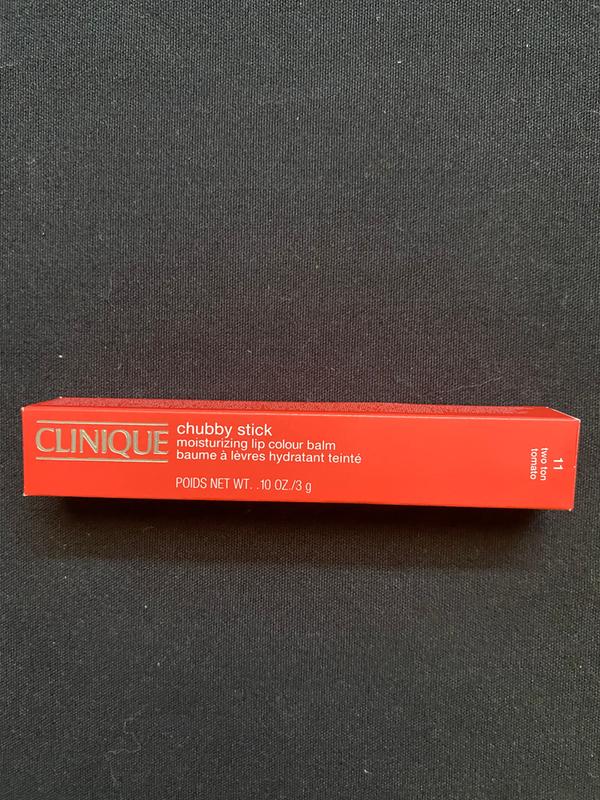 CLINIQUE
chubby stick
moisturizing lip colour balm
baume à lèvres hydratant teinté
POIDS NET WT. .10 OZ./3 g
11
two ton
tomato